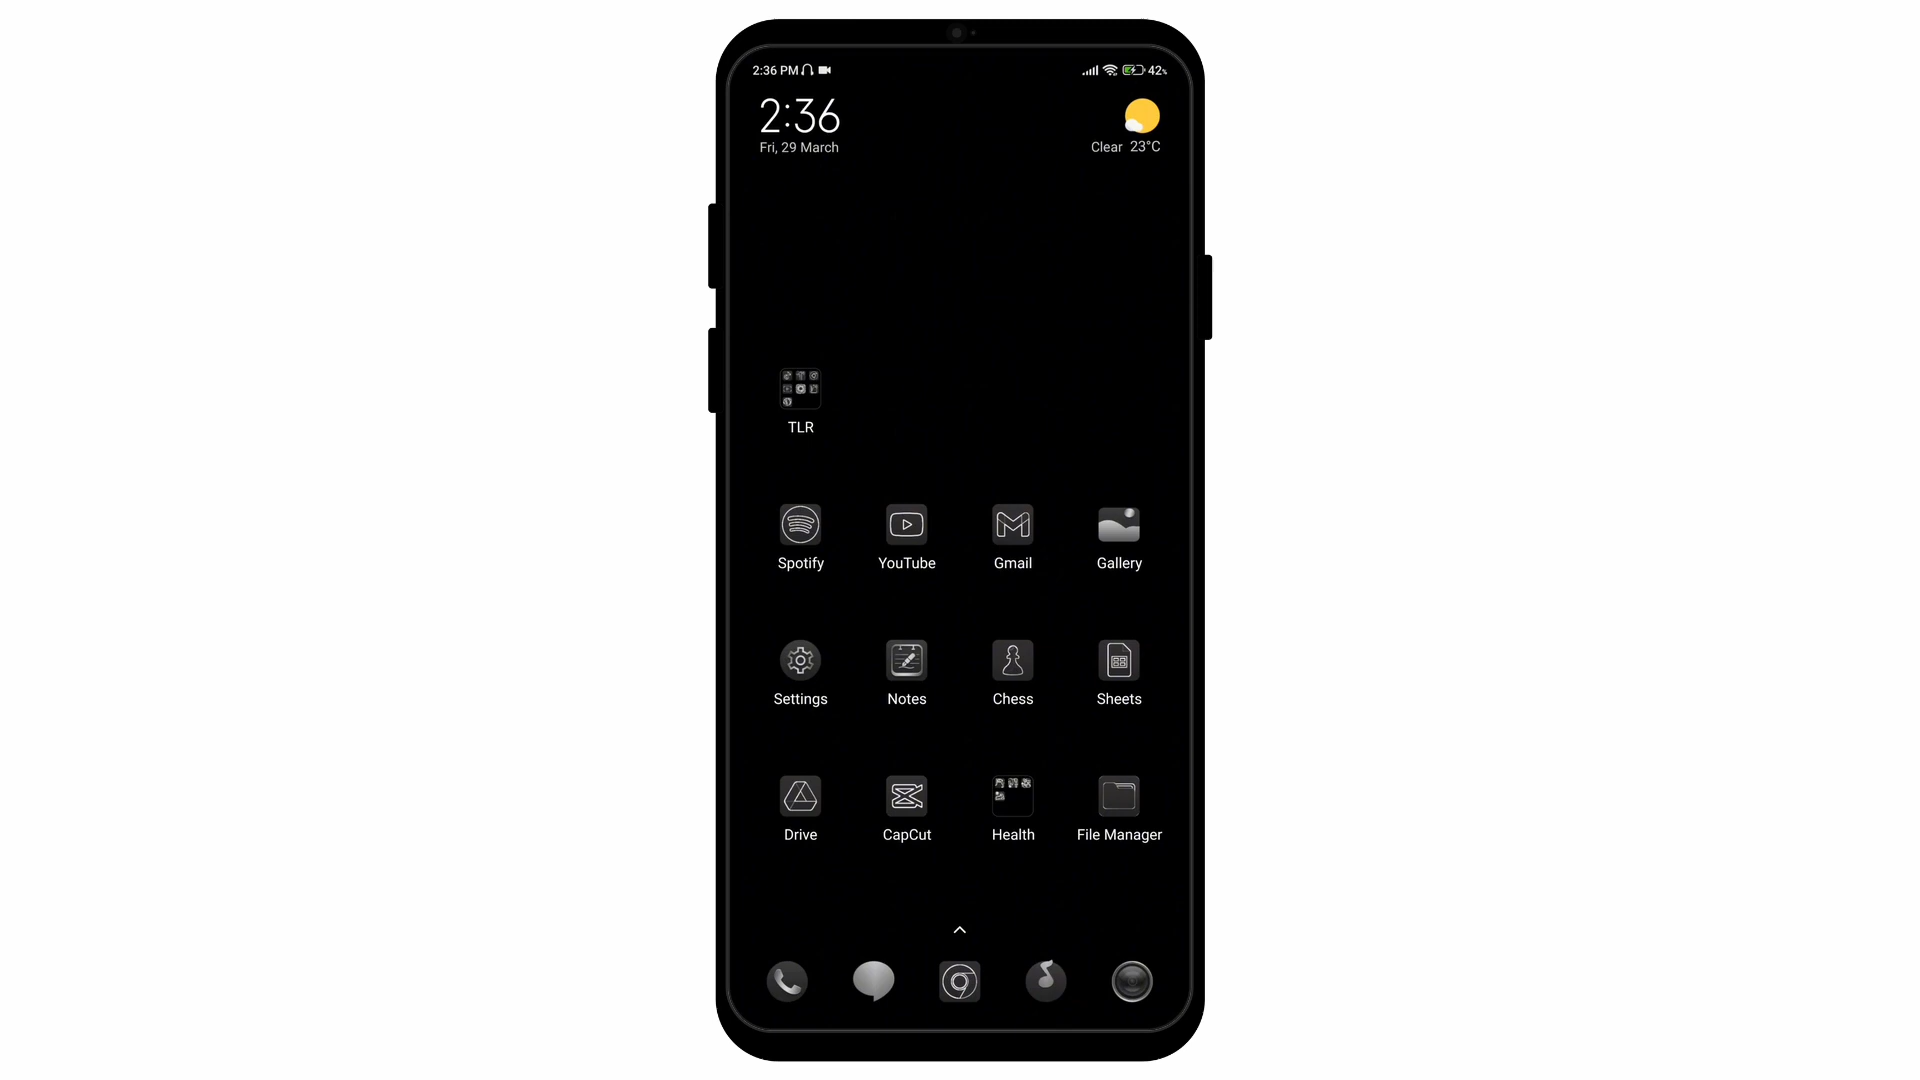 2:36 PM 42%
2:36
Fri, 29 March
Clear 23°C
TLR
Spotify YouTube Gmail Gallery
Settings Notes Chess Sheets
Drive CapCut Health File Manager